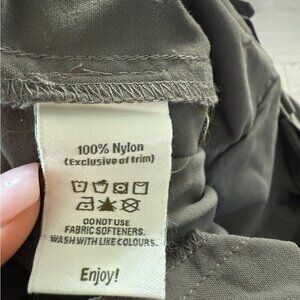 100% Nylon
(Exclusive of trim)
DO NOT USE
FABRIC SOFTENERS.
WASH WITH LIKE COLOURS.
Enjoy!